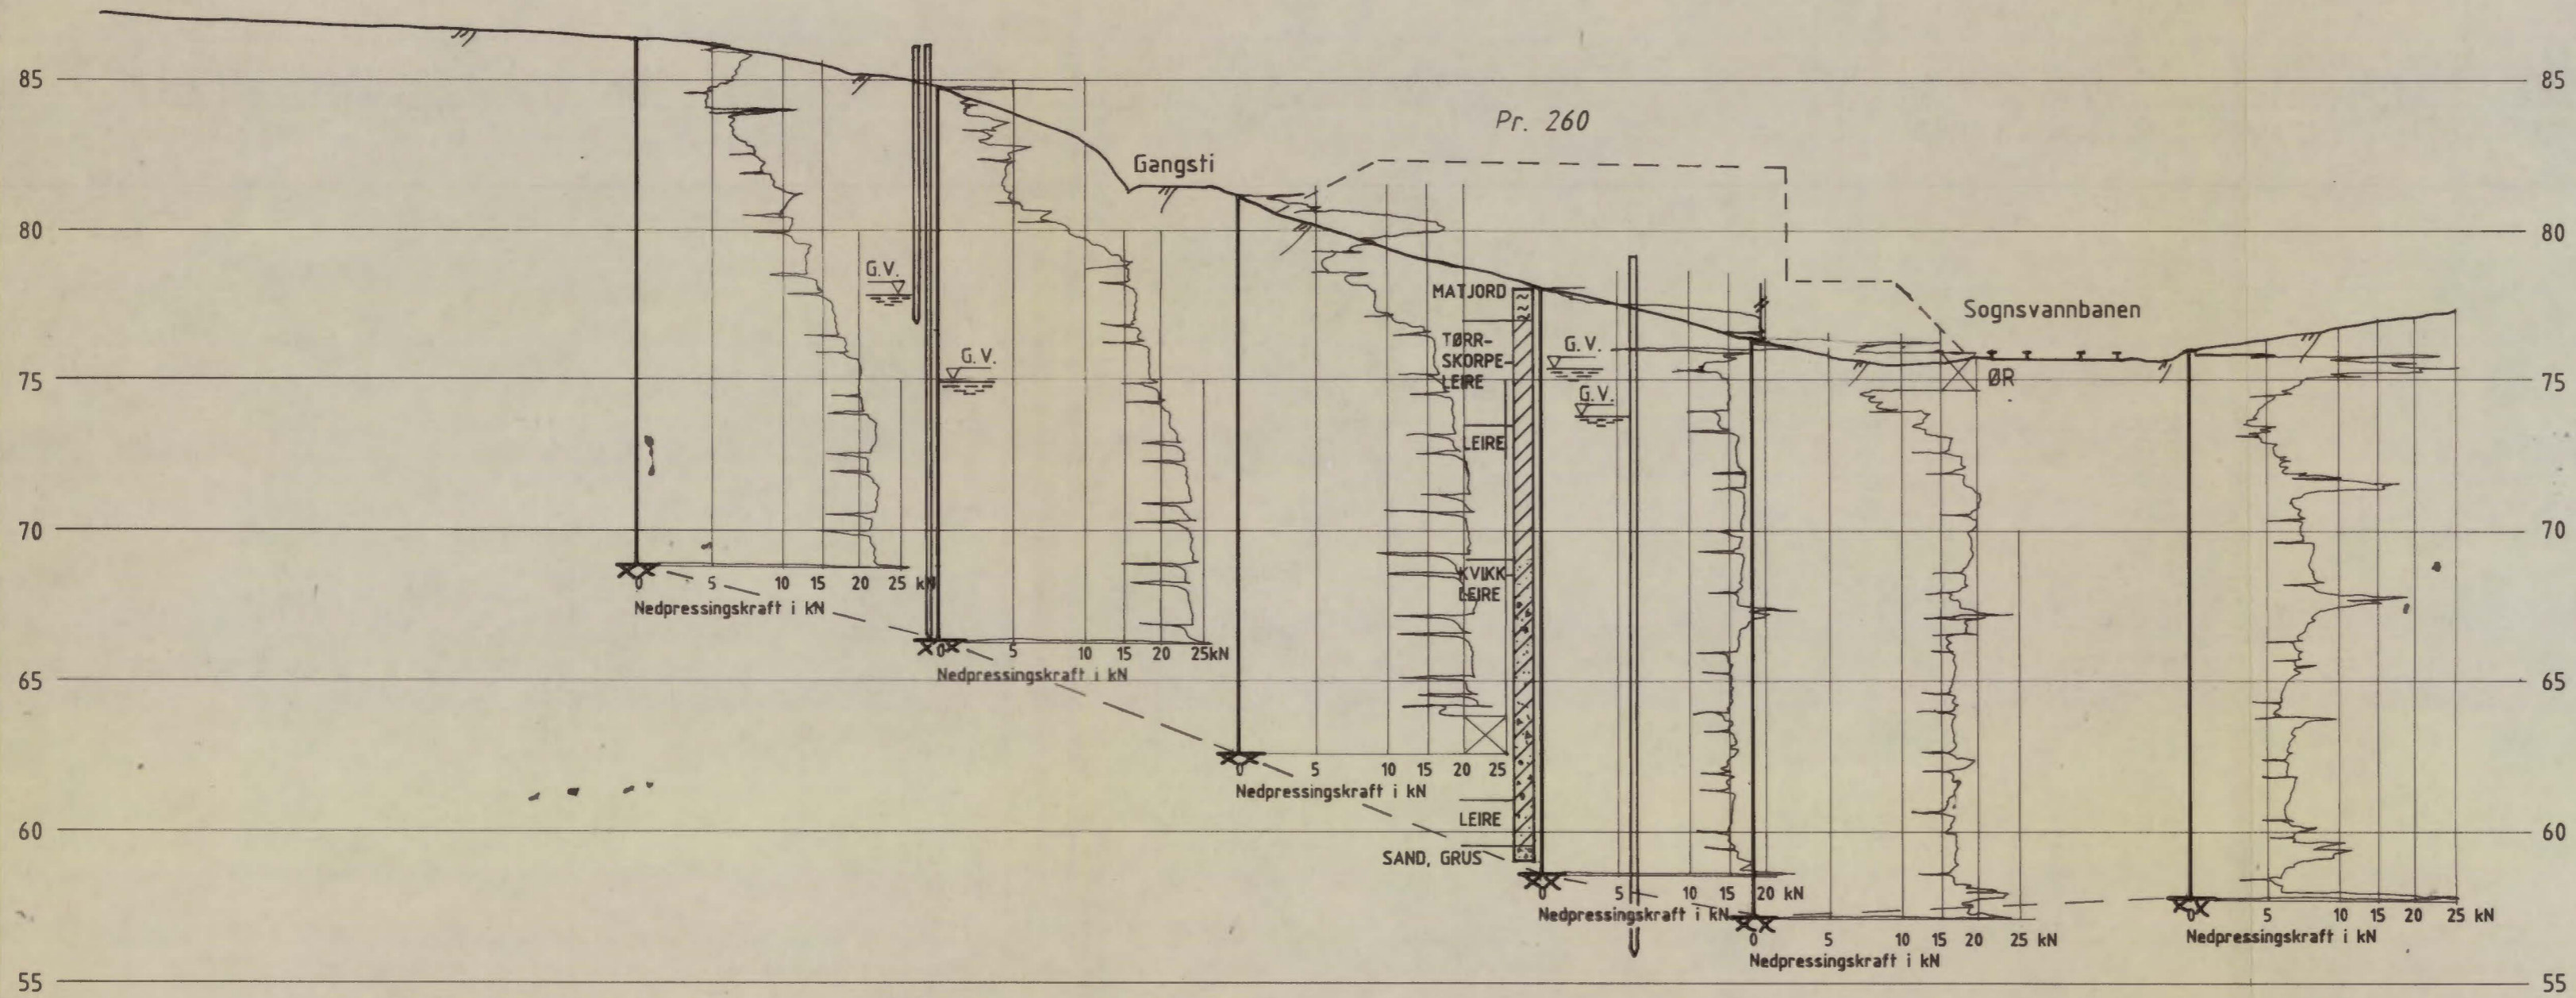 85
85
Pr. 260
Gangsti
80
80
G.V.
MATJORD
Sognsvannbanen
TØRR-
SKORPE-
LEIRE
G.V.
G.V.
75
ØR
75
G.V.
LEIRE
70
70
KVIKK-
LEIRE
0 5 10 15 20 25 kN
Nedpressingskraft i kN
0 5 10 15 20 25kN
Nedpressingskraft i kN
65
65
0 5 10 15 20 25
Nedpressingskraft i kN
LEIRE
60
60
SAND, GRUS
0 5 10 15 20 kN
Nedpressingskraft i kN
0 5 10 15 20 25 kN
Nedpressingskraft i kN
0 5 10 15 20 25 kN
Nedpressingskraft i kN
55
55